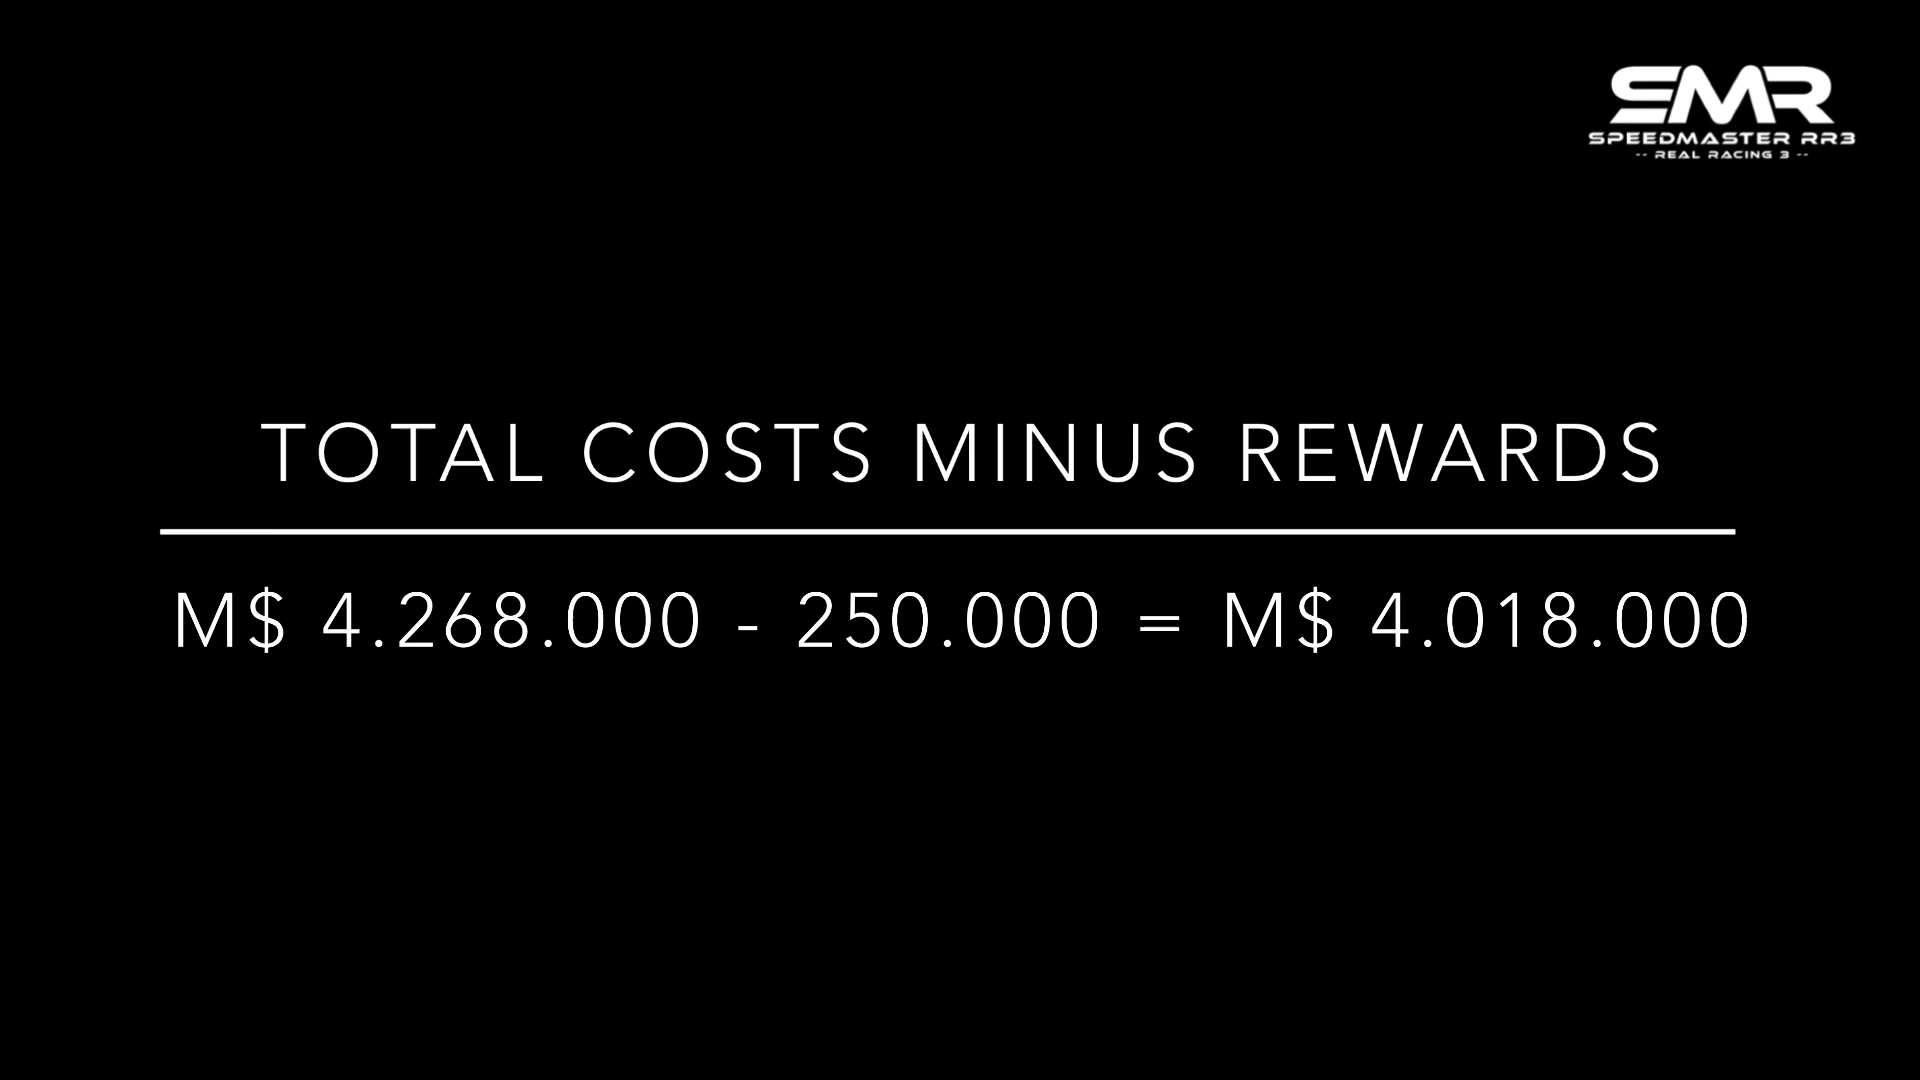 SMR
SPEEDMASTER RR3
-- REAL RACING 3 --
TOTAL COSTS MINUS REWARDS
M$ 4.268.000 - 250.000 = M$ 4.018.000